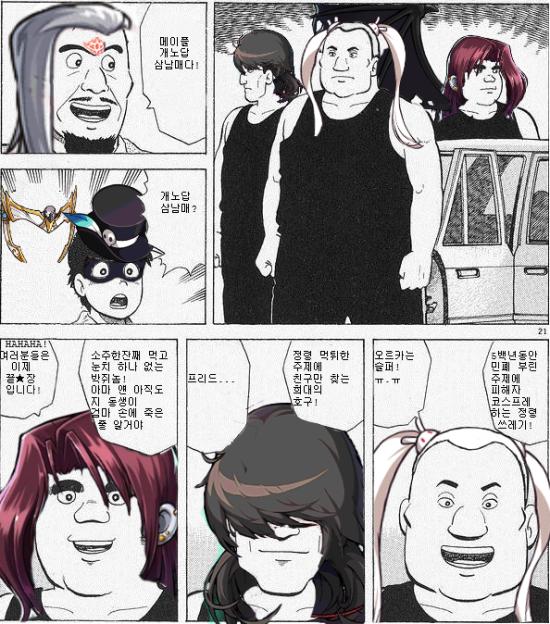 메이플
개노답
삼남매다!
개노답
삼남매?
21
HAHAHA!
여러분들은
이제
끝★장
입니다!
소주한잔째 먹고
눈치 하나 없는
박쥐놈!
아마 얜 아직도
지 동생이
검마 손에 죽은
줄 알거야
프리드...
정령 먹튀한
주제에
친구만 찾는
희대의
호구!
오르카는
슬퍼!
ㅠ.ㅠ
5백년동안
민폐 부린
주제에
피해자
코스프레
하는 정령
쓰레기!